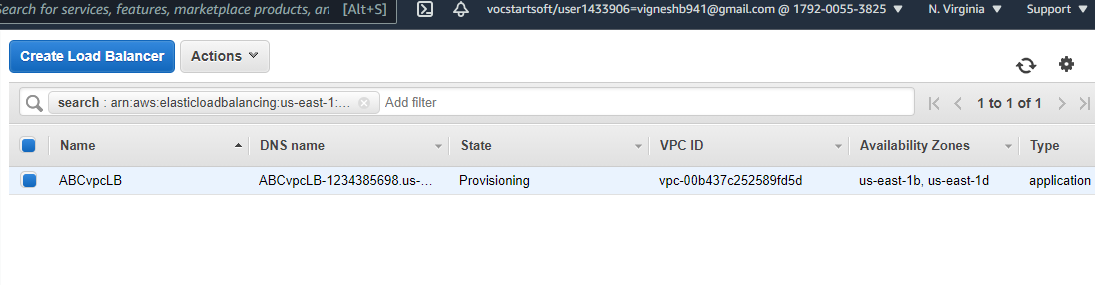 Search for services, features, marketplace products, an [Alt+S] vocstartsoft/user1433906=vigneshb941@gmail.com @ 1792-0055-3825 N. Virginia Support
Create Load Balancer Actions
search : arn:aws:elasticloadbalancing:us-east-1:... Add filter 1 to 1 of 1
Name DNS name State VPC ID Availability Zones Type
ABCvpcLB ABCvpcLB-1234385698.us-... Provisioning vpc-00b437c252589fd5d us-east-1b, us-east-1d application